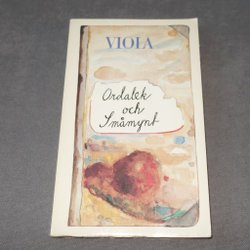 VIOLA
Ordalek
och
Småmynt